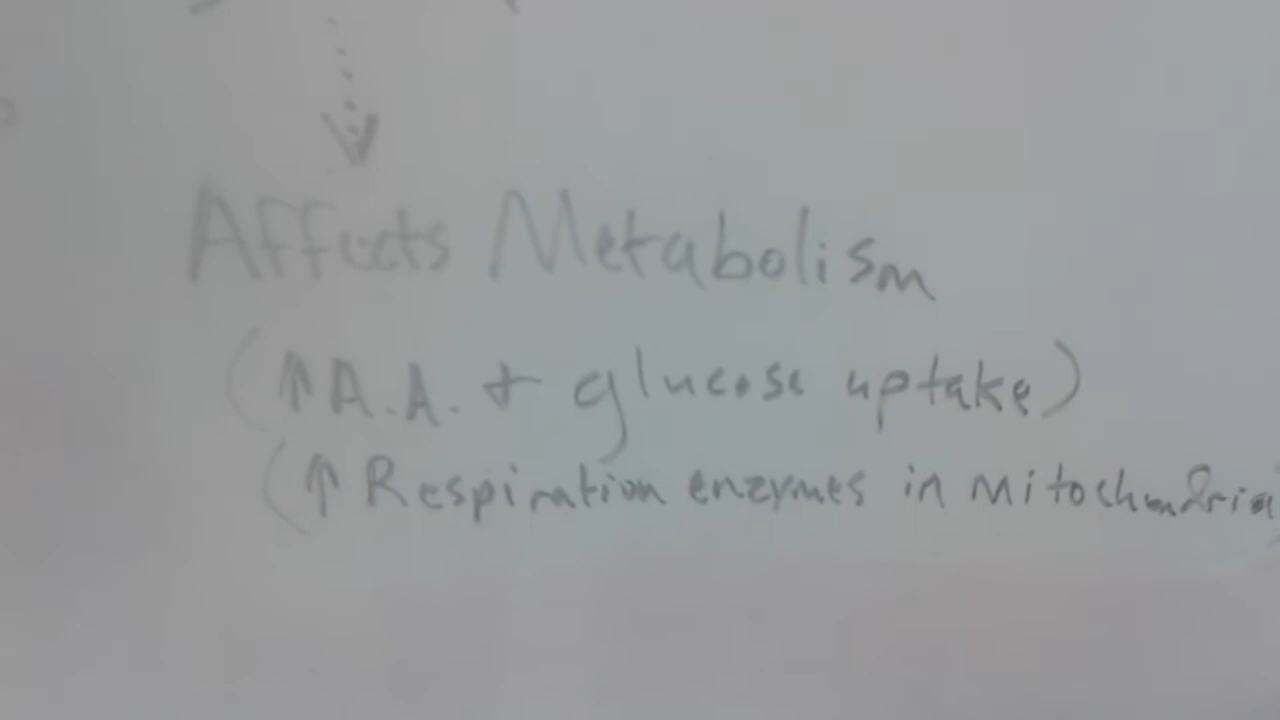 Affects Metabolism
(↑ A.A. + glucose uptake)
(↑ Respiration enzymes in mitochondria)